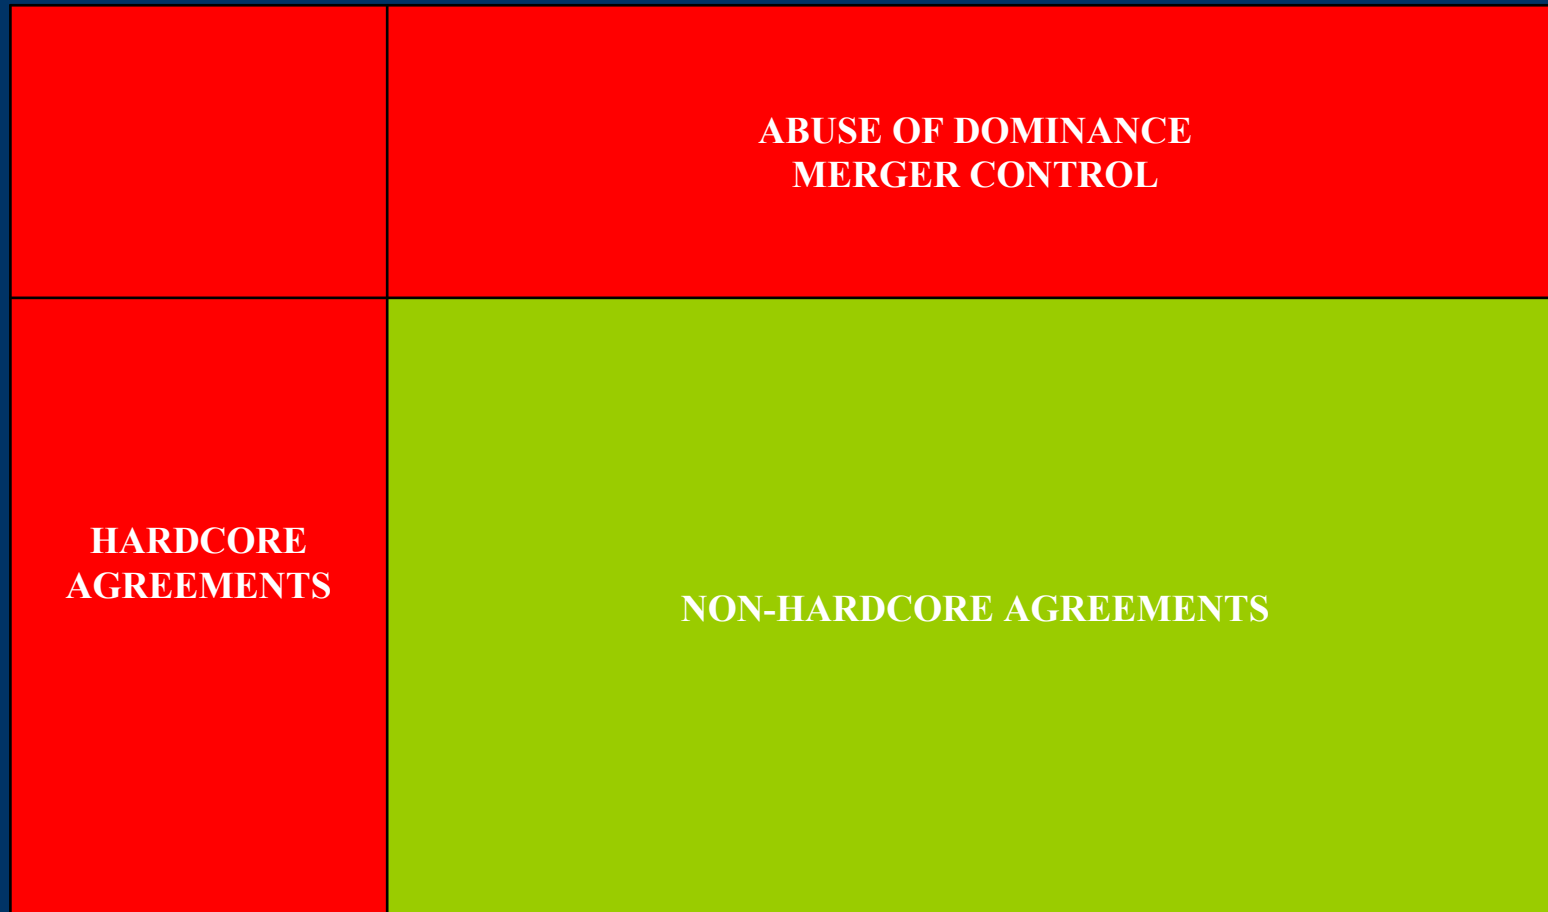 ABUSE OF DOMINANCE
MERGER CONTROL
HARDCORE
AGREEMENTS
NON-HARDCORE AGREEMENTS